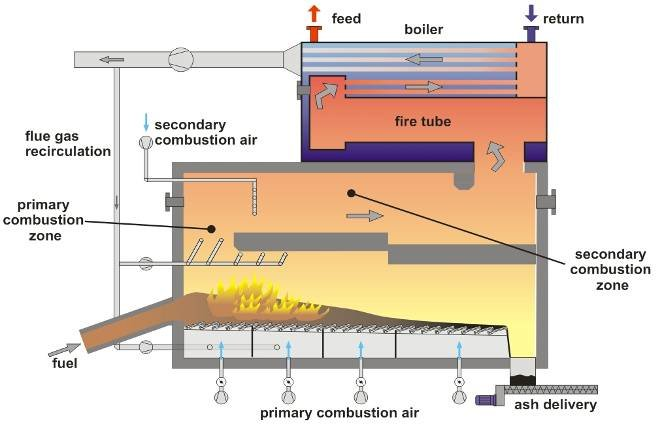 feed
return
boiler
secondary
combustion air
fire tube
flue gas
recirculation
primary
combustion
zone
secondary
combustion
zone
fuel
primary combustion air
ash delivery